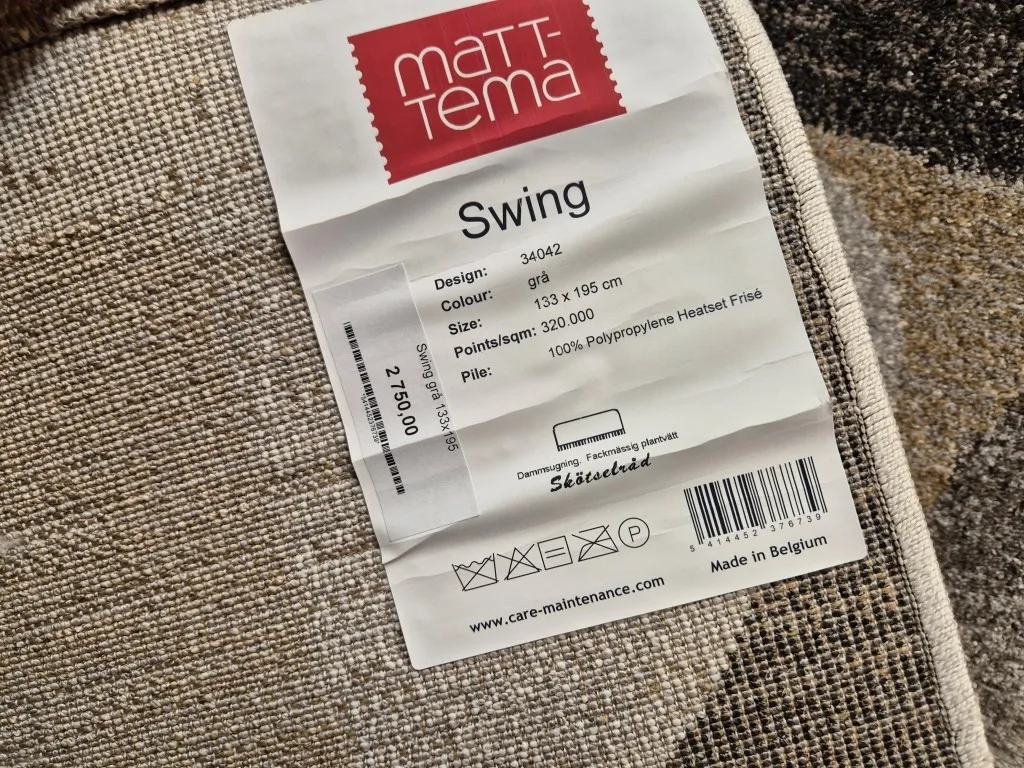 maTT-
Tema
Swing
Design: 34042
Colour: grå
Size: 133 x 195 cm
Points/sqm: 320.000
Pile: 100% Polypropylene Heatset Frisé
Swing grå 133x195
2 750,00
Dammsugning. Fackmässig planttvätt
Skötselråd
P
5 414452 376739
Made in Belgium
www.care-maintenance.com